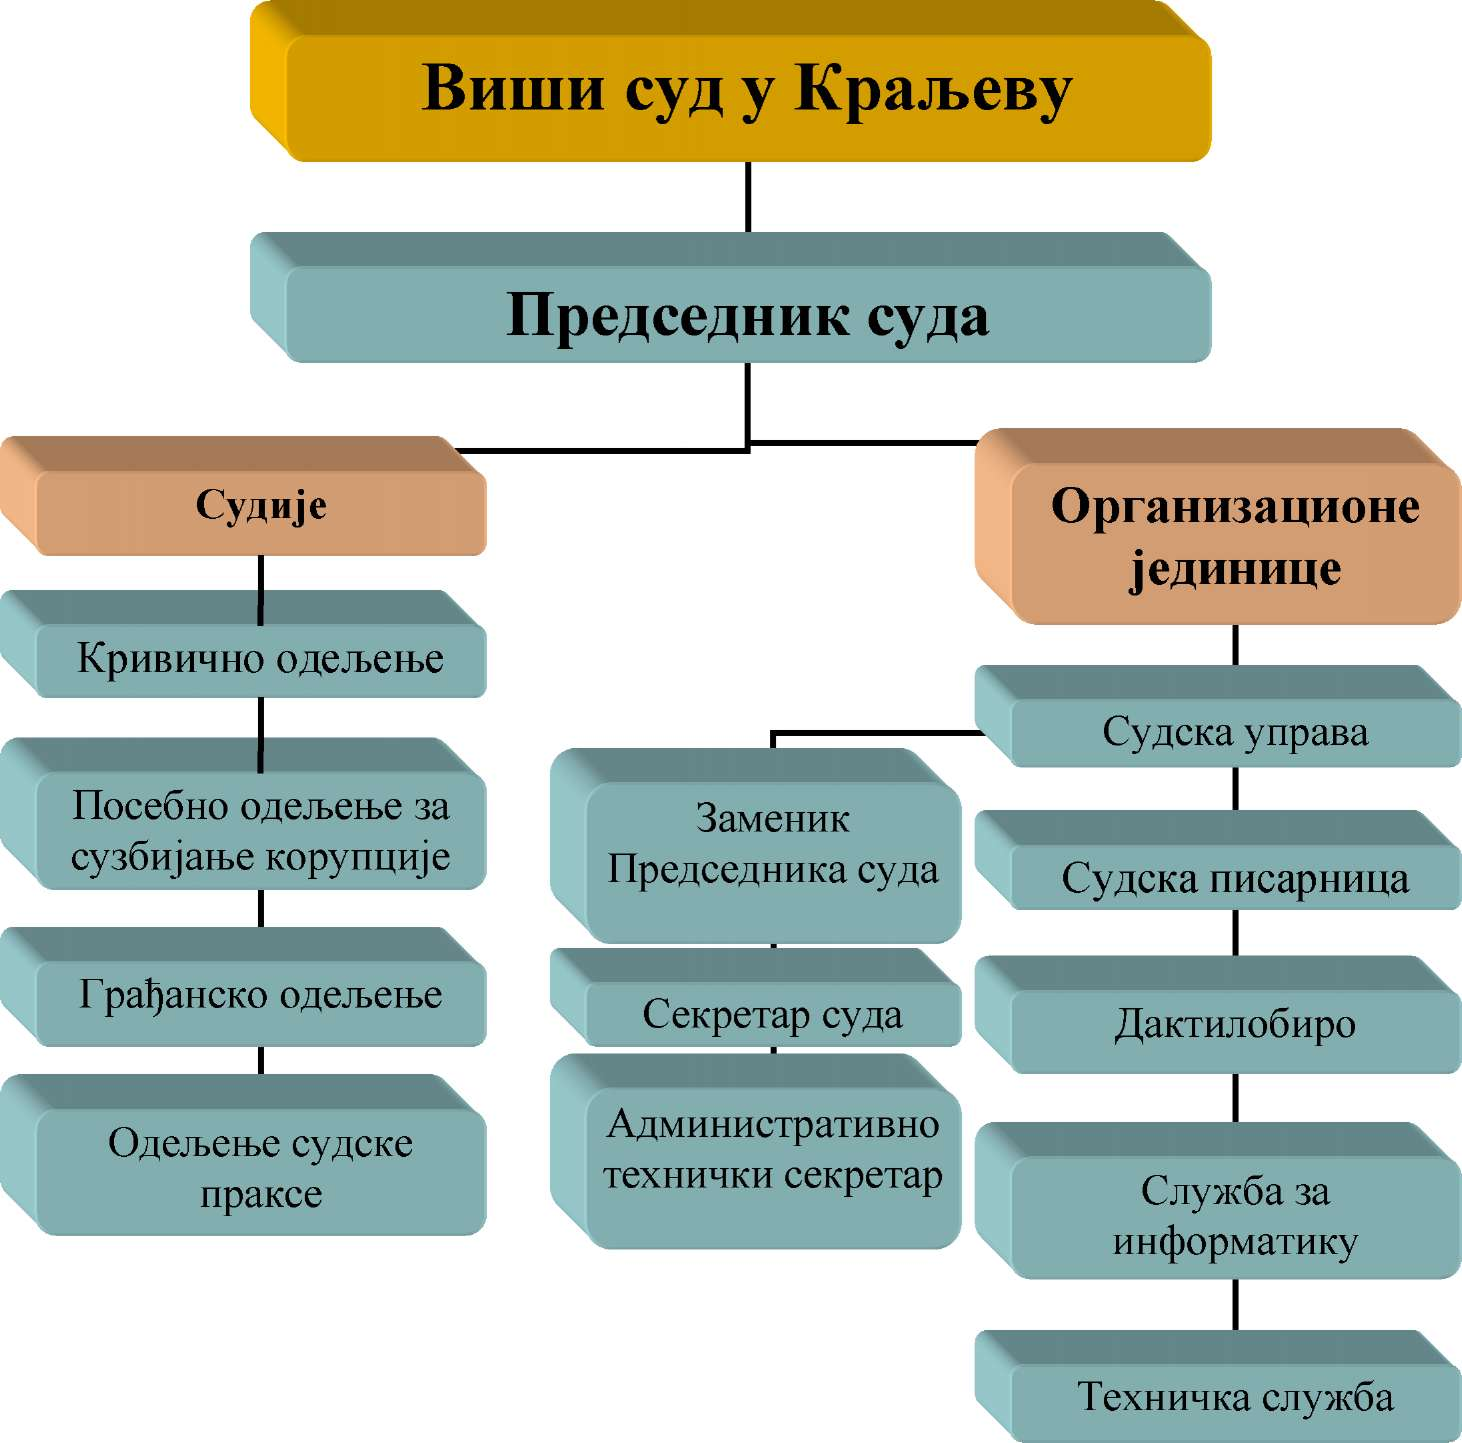 Виши суд у Краљеву
Председник суда
Судије
Кривично одељење
Посебно одељење за
сузбијање корупције
Грађанско одељење
Одељење судске
праксе
Организационе
јединице
Судска управа
Заменик
Председника суда
Секретар суда
Административно
технички секретар
Судска писарница
Дактилобиро
Служба за
информатику
Техничка служба